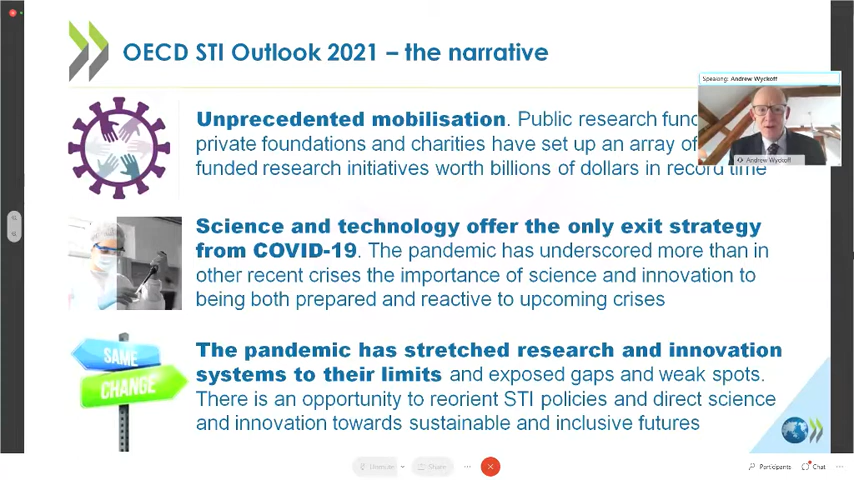 OECD STI Outlook 2021 – the narrative
Speaking: Andrew Wyckoff
Andrew Wyckoff
Unprecedented mobilisation. Public research
private foundations and charities have set up an array of
funded research initiatives worth billions of dollars in record time
Science and technology offer the only exit strategy
from COVID-19. The pandemic has underscored more than in
other recent crises the importance of science and innovation to
being both prepared and reactive to upcoming crises
SAME
CHANGE
The pandemic has stretched research and innovation
systems to their limits and exposed gaps and weak spots.
There is an opportunity to reorient STI policies and direct science
and innovation towards sustainable and inclusive futures
Unmute
Share
Participants
Chat